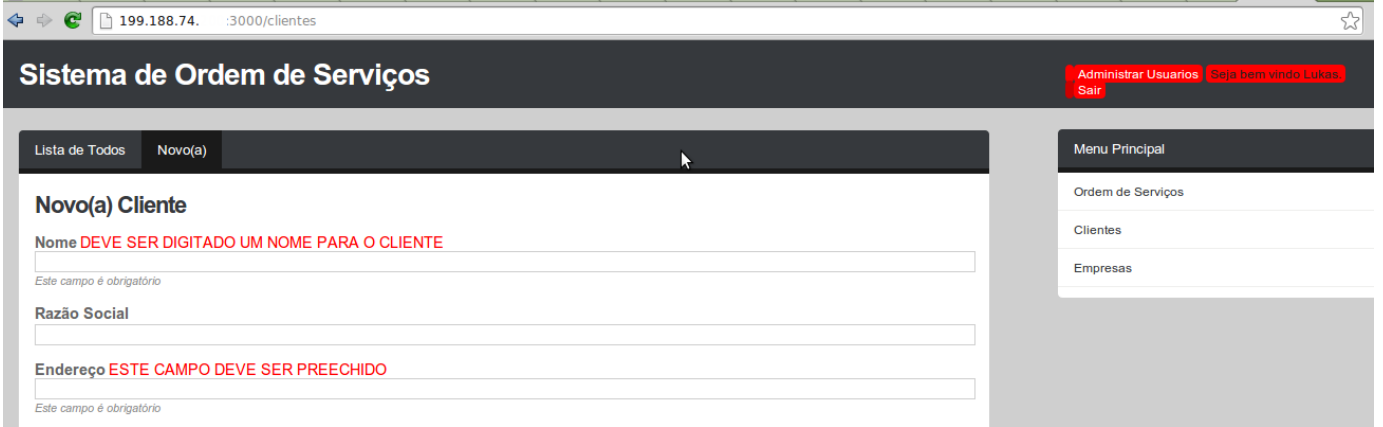 199.188.74. :3000/clientes
Sistema de Ordem de Serviços
Administrar Usuarios Seja bem vindo Lukas.
Sair
Lista de Todos Novo(a)
Menu Principal
Novo(a) Cliente
Ordem de Serviços
Nome DEVE SER DIGITADO UM NOME PARA O CLIENTE
Clientes
Este campo é obrigatório
Empresas
Razão Social
Endereço ESTE CAMPO DEVE SER PREECHIDO
Este campo é obrigatório